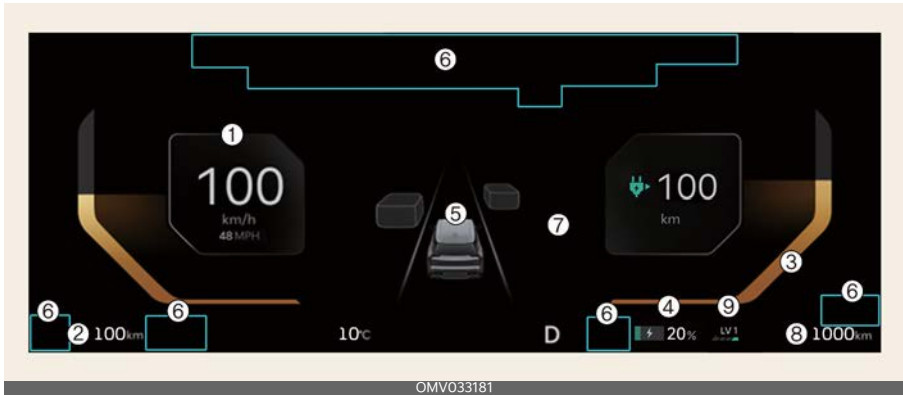 ⑥
①
100
km/h
48 MPH
100
km
⑤
⑦
③
⑥
⑥
⑥
④
⑨
⑥
② 100km
10°C
D
20%
LV 1
⑧ 1000km
OMV033181